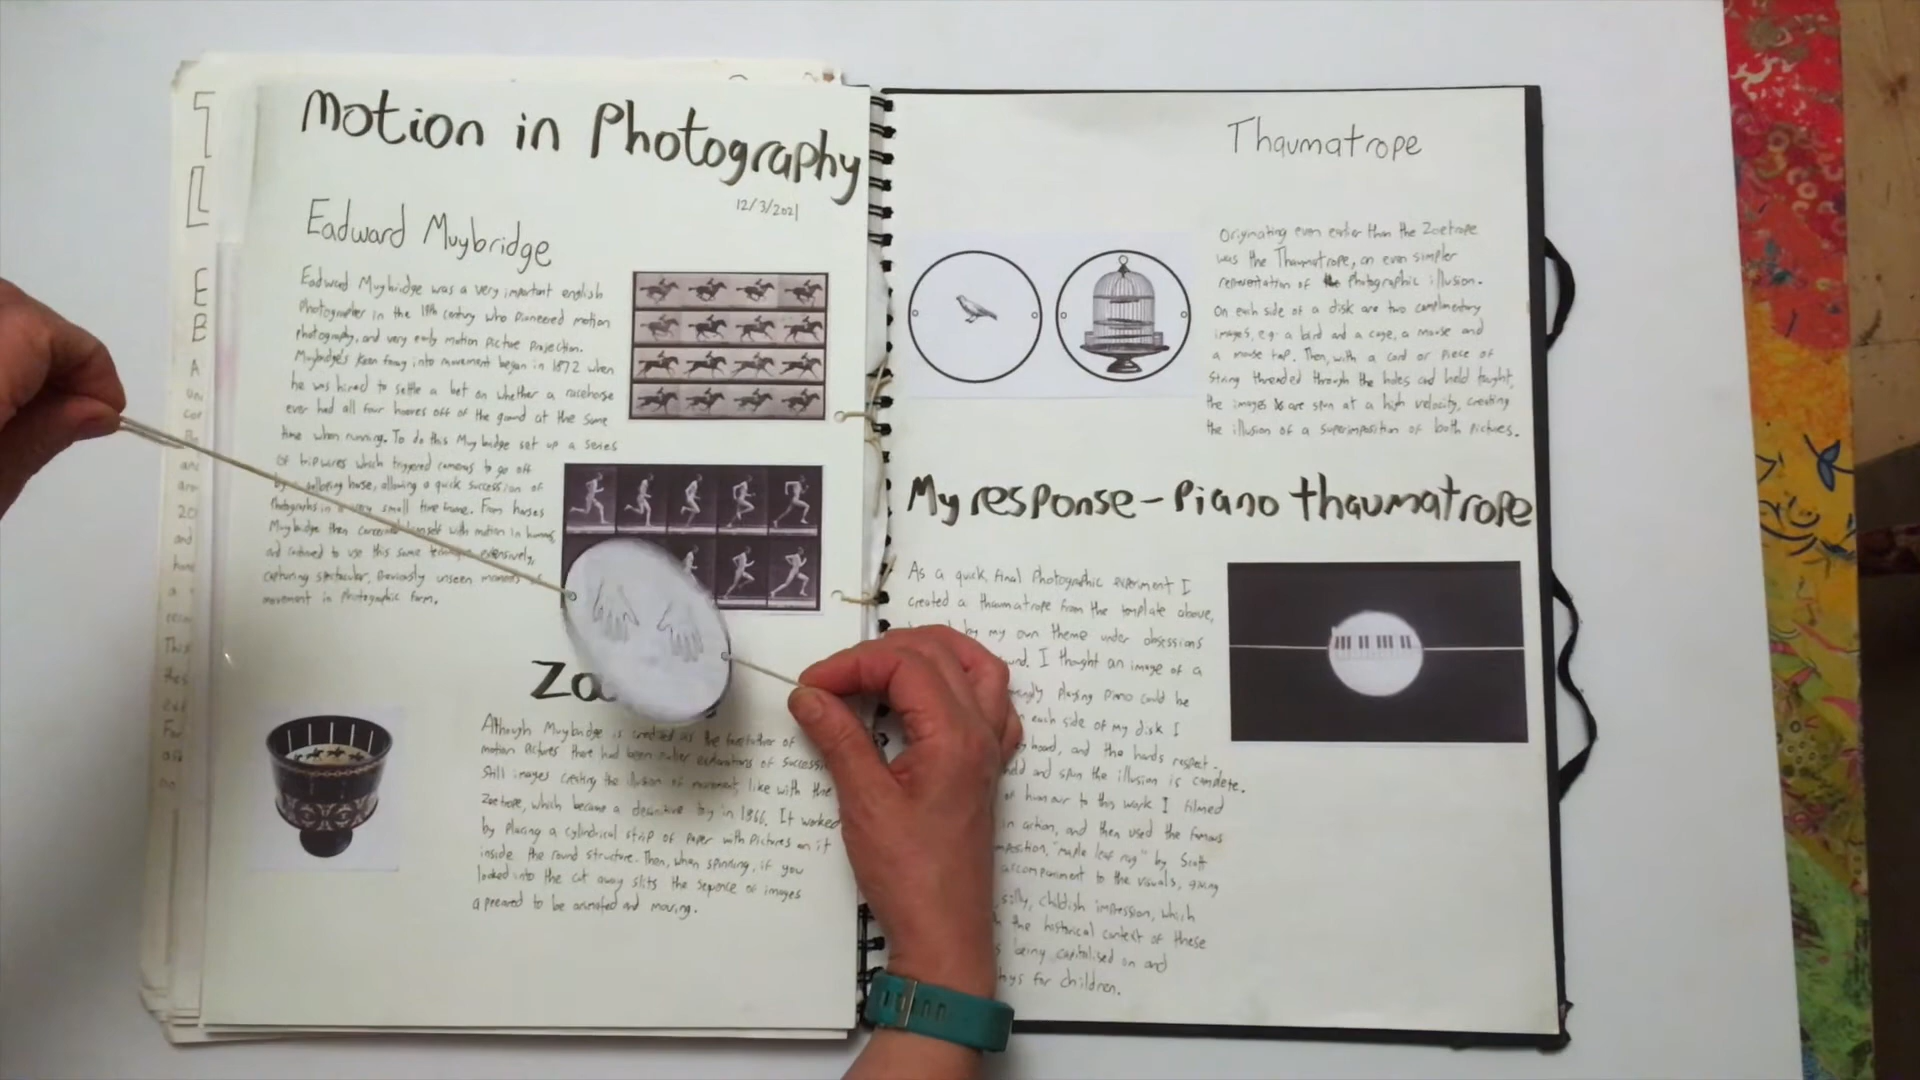 Motion in Photography
12/3/2021
Eadward Muybridge
Eadward Muybridge was a very important english
Photographer in the 19th century who pioneered motion
photography, and very early motion picture projection.
Muybridge's keen foray into movement began in 1872 when
he was hired to settle a bet on whether a racehorse
ever had all four hooves off of the ground at the same
time when running. To do this Muybridge set up a series
of tripwires which triggered cameras to go off
by a galloping horse, allowing a quick succession of
Photographs in a very small time frame. From horses
Muybridge then concerned himself with motion in humans
and continued to use this same technique extensively,
capturing spectacular, previously unseen moments of
movement in Photographic form.
Zo
Although Muybridge is credited as the forefather of
motion Pictures there had been earlier explorations of successi
Still images creating the illusion of movement, like with the
Zoetrope, which became a definitive toy in 1866. It worked
by placing a cylindrical strip of paper with Pictures on it
inside the round structure. Then, when spinning, if you
looked into the cut away slits the sequence of images
apeared to be animated and moving.
Thaumatrope
Originating even earlier than the Zoetrope
was the Thaumatrope, an even simpler
representation of the Photographic illusion.
On each side of a disk are two complimentary
images, e.g a bird and a cage, a mouse and
a mouse trap. Then, with a cord or piece of
String threaded through the holes and held taught,
the images are spun at a high velocity, creating
the illusion of a superimposition of both pictures.
My response - Piano thaumatrope
As a quick, final Photographic experiment I
created a thaumatrope from the template above,
by my own theme under obsessions
und. I thought an image of a
playing piano could be
each side of my disk I
yboard, and the hands respect-
held and spun the illusion is complete.
of humour to this work I filmed
in action, and then used the famous
mposition, "maple leaf rag" by Scott
accompaniment to the visuals, giving
silly, childish impression, which
the historical context of these
being capitalised on and
toys for children.